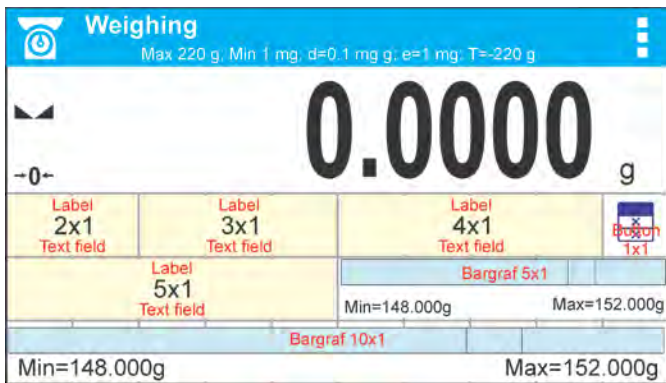 Weighing
Max 220 g, Min 1 mg; d=0.1 mg g; e=1 mg; T=-220 g
0.0000 g
→0←
Label Label Label
2x1 3x1 4x1 Button
Text field Text field Text field 1x1
Label
5x1
Text field
Bargraf 5x1
Min=148.000g Max=152.000g
Bargraf 10x1
Min=148.000g Max=152.000g